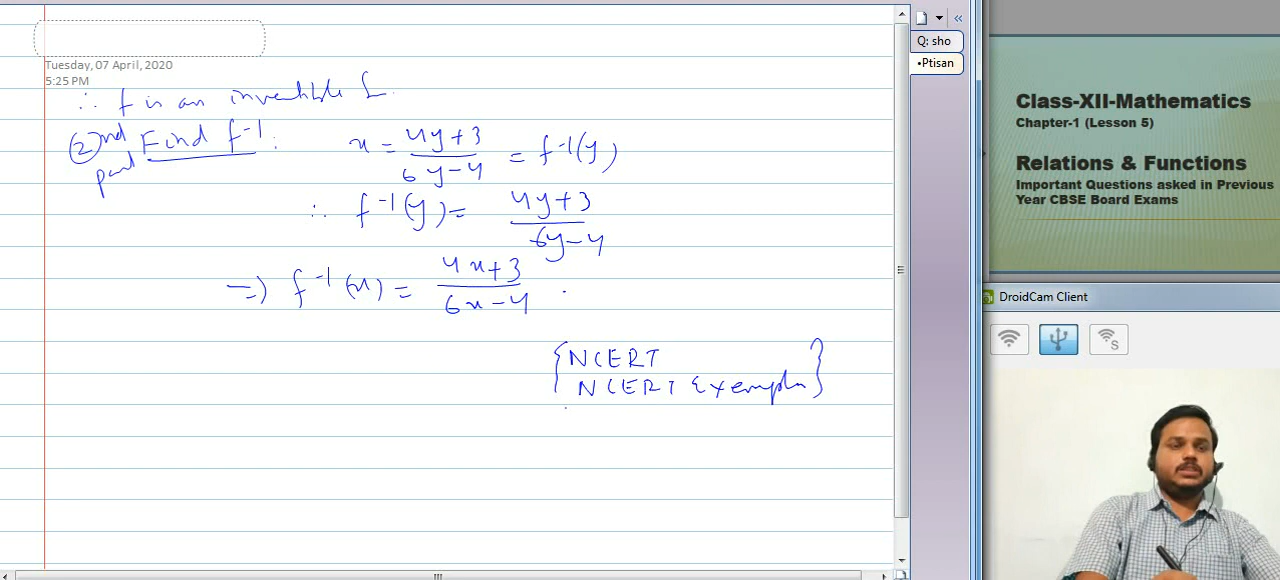 Tuesday, 07 April, 2020
5:25 PM
∴ f is an invertible f.
② nd part Find f⁻¹: x = (4y+3)/(6y-4) = f⁻¹(y)
∴ f⁻¹(y) = (4y+3)/(6y-4)
=> f⁻¹(x) = (4x+3)/(6x-4) .
{NCERT
NCERT Exemplar}
Q: sho
•Ptisan
Class-XII-Mathematics
Chapter-1 (Lesson 5)
Relations & Functions
Important Questions asked in Previous
Year CBSE Board Exams
DroidCam Client
S